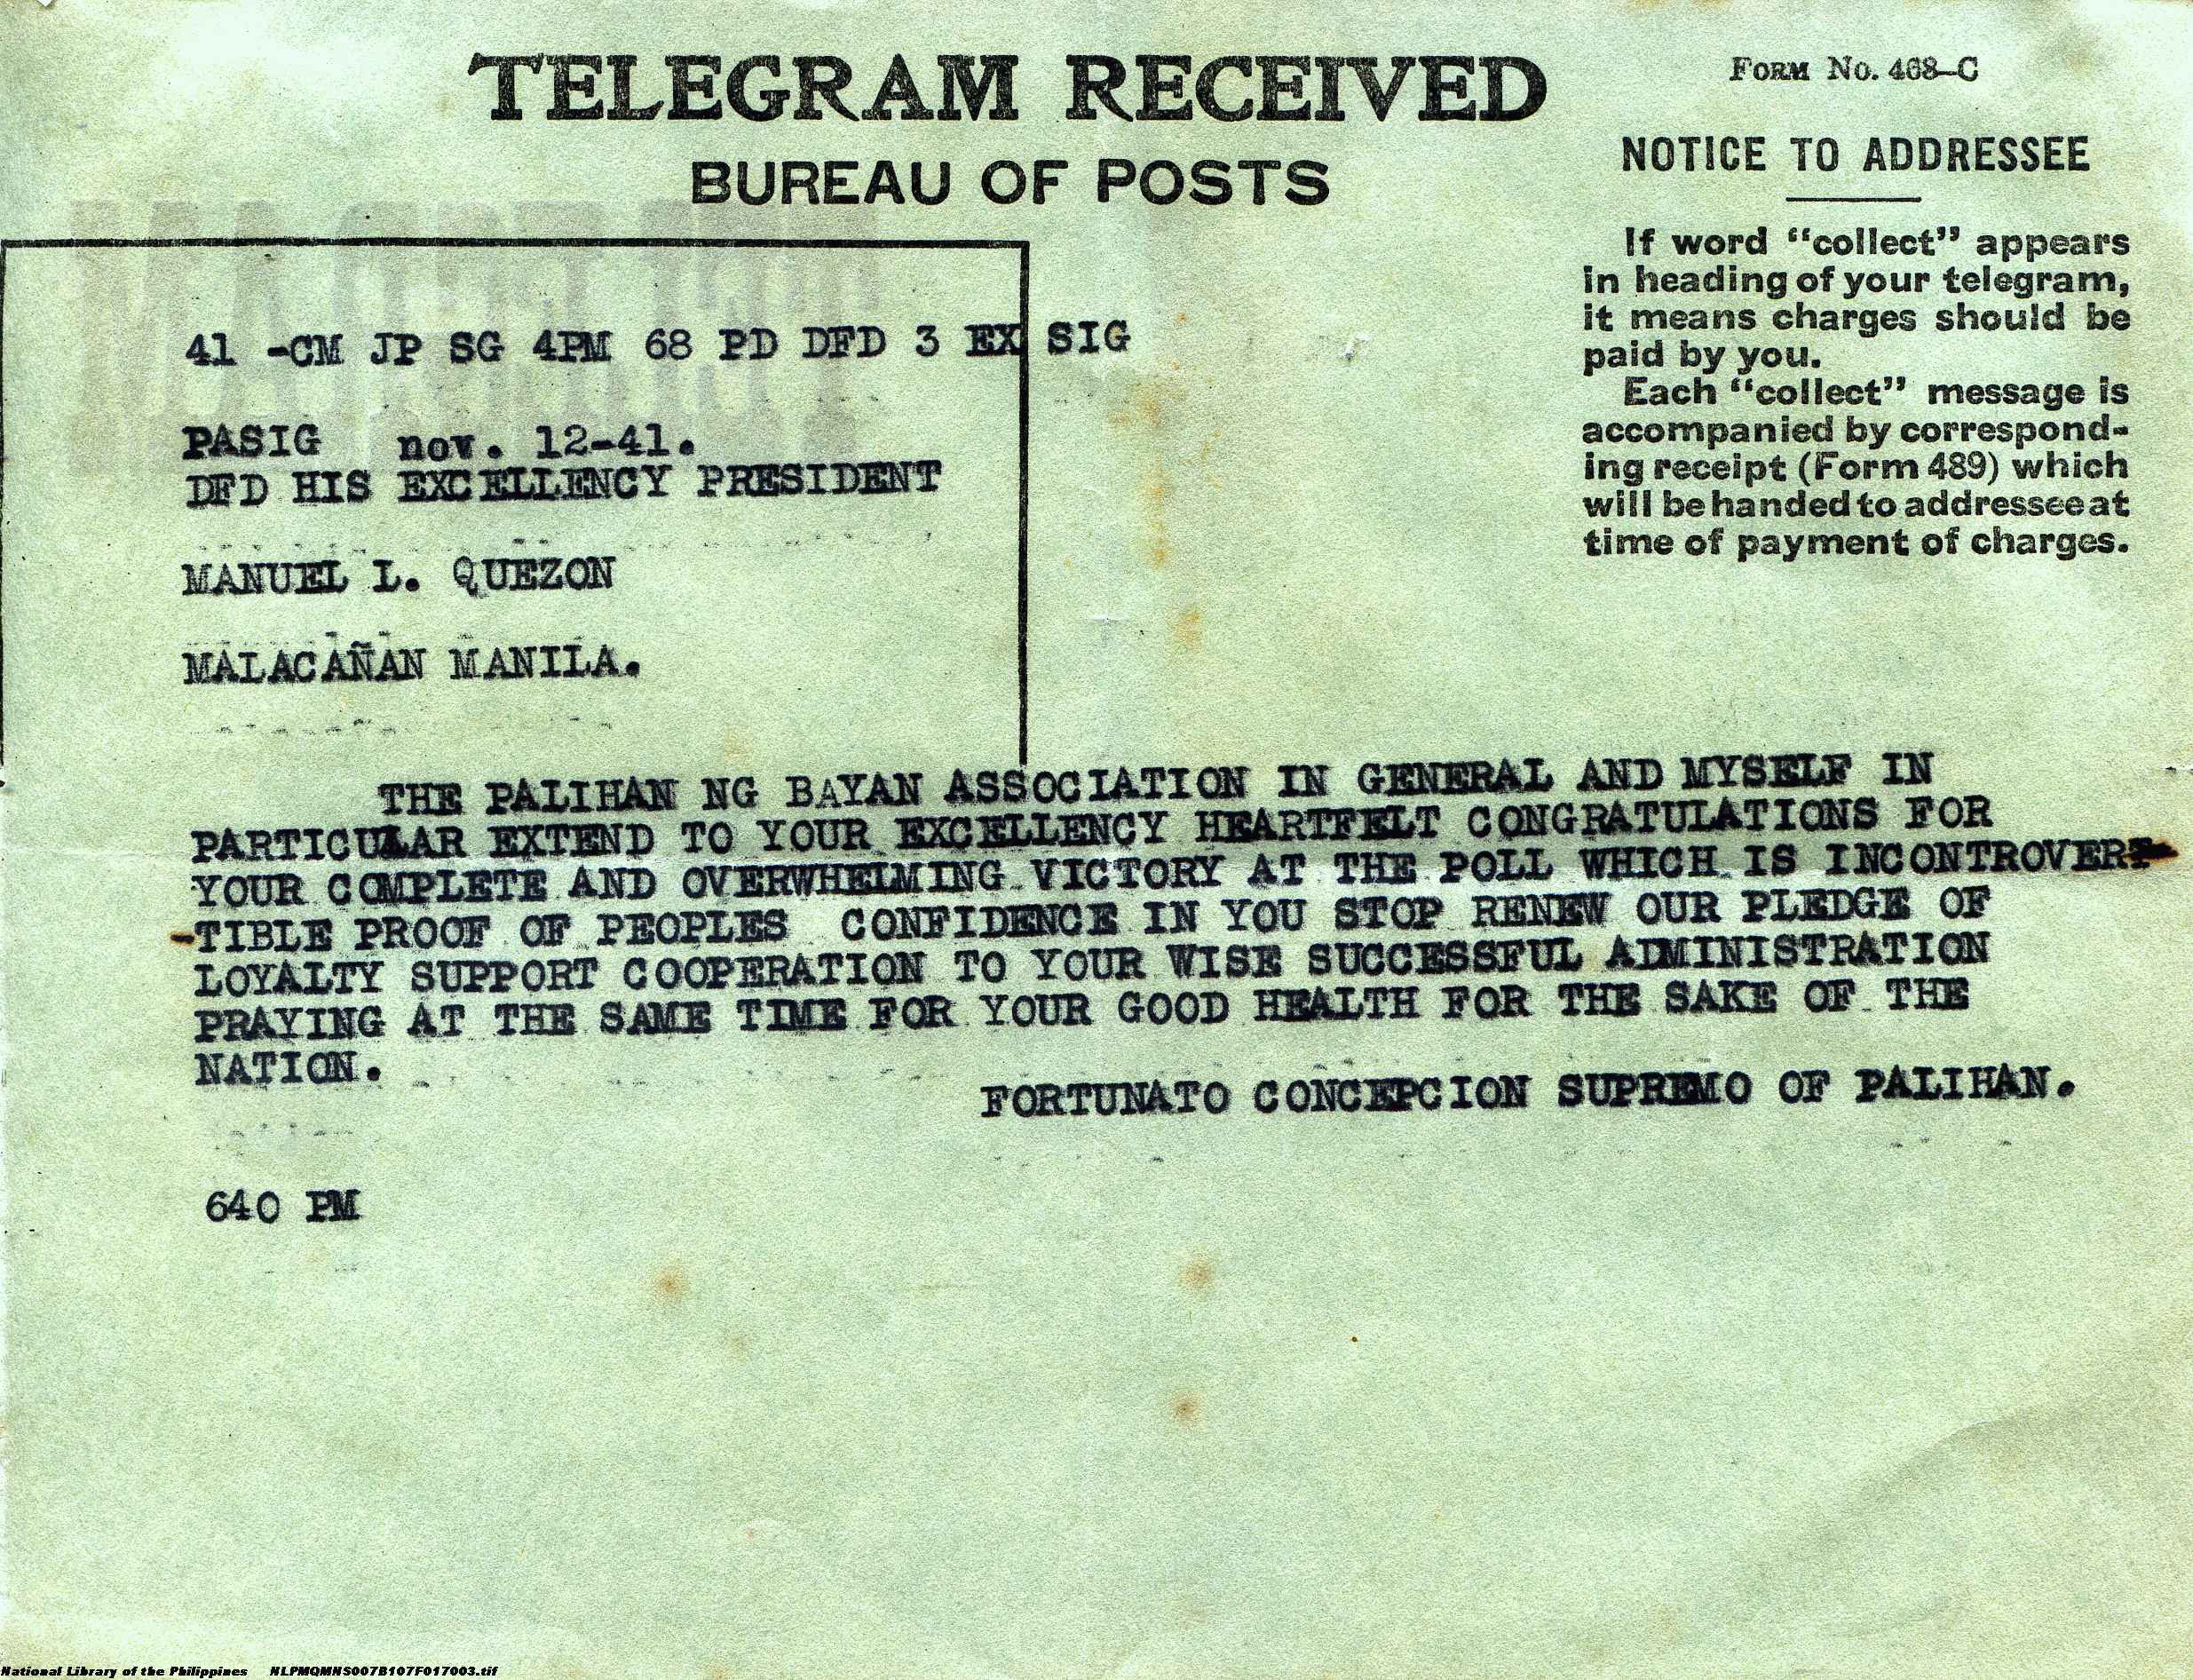 TELEGRAM RECEIVED
BUREAU OF POSTS
FORM No. 468-C
NOTICE TO ADDRESSEE
If word "collect" appears
in heading of your telegram,
it means charges should be
paid by you.
Each "collect" message is
accompanied by correspond-
ing receipt (Form 489) which
will be handed to addressee at
time of payment of charges.
41 -CM JP SG 4PM 68 PD DFD 3 EX SIG
PASIG nov. 12-41.
DFD HIS EXCELLENCY PRESIDENT
MANUEL L. QUEZON
MALACAÑAN MANILA.
THE PALIHAN NG BAYAN ASSOCIATION IN GENERAL AND MYSELF IN
PARTICULAR EXTEND TO YOUR EXCELLENCY HEARTFELT CONGRATULATIONS FOR
YOUR COMPLETE AND OVERWHELMING VICTORY AT THE POLL WHICH IS INCONTROVER-
-TIBLE PROOF OF PEOPLES CONFIDENCE IN YOU STOP RENEW OUR PLEDGE OF
LOYALTY SUPPORT COOPERATION TO YOUR WISE SUCCESSFUL ADMINISTRATION
PRAYING AT THE SAME TIME FOR YOUR GOOD HEALTH FOR THE SAKE OF THE
NATION.
FORTUNATO CONCEPCION SUPREMO OF PALIHAN.
640 PM
National Library of the Philippines NLPMQMNS007B107F017003.tif